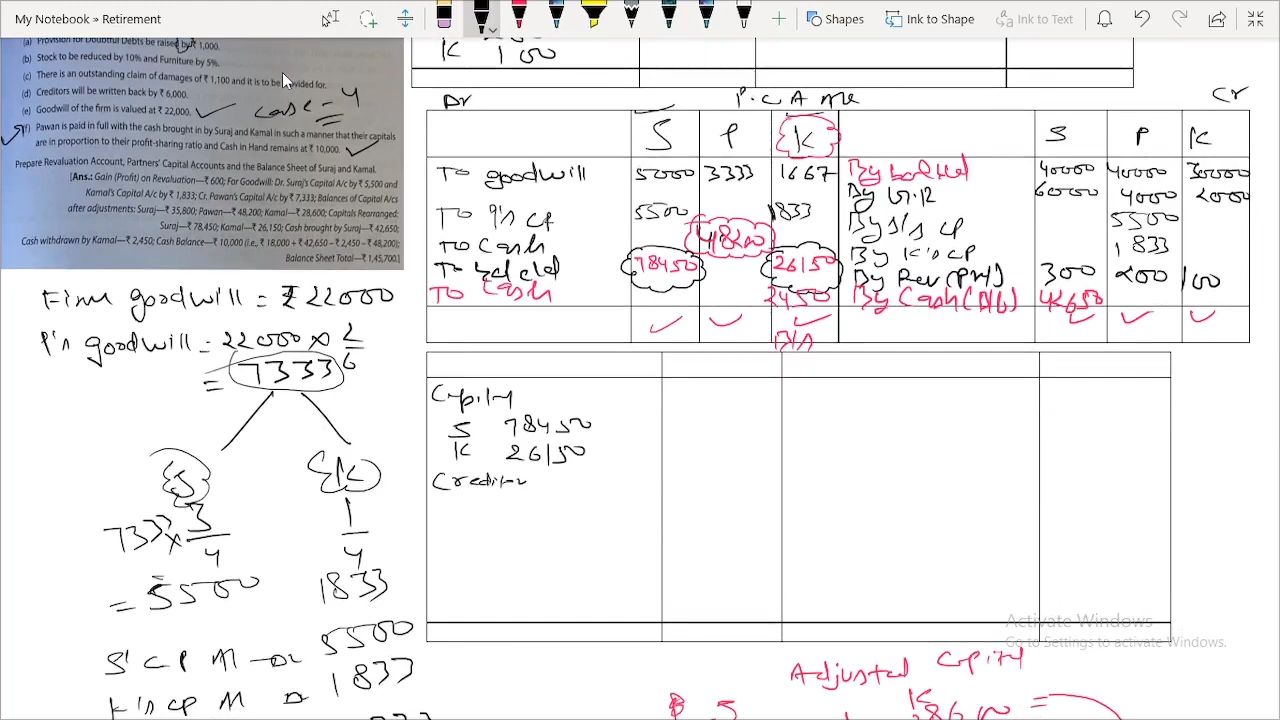 My Notebook » Retirement
Shapes
Ink to Shape
Ink to Text
(a) Provision for Doubtful Debts be raised by ₹ 1,000.
(b) Stock to be reduced by 10% and Furniture by 5%.
(c) There is an outstanding claim of damages of ₹ 1,100 and it is to be provided for.
(d) Creditors will be written back by ₹ 6,000.
(e) Goodwill of the firm is valued at ₹ 22,000.
case - 4
(f) Pawan is paid in full with the cash brought in by Suraj and Kamal in such a manner that their capitals
are in proportion to their profit-sharing ratio and Cash in Hand remains at ₹ 10,000.
Prepare Revaluation Account, Partners' Capital Accounts and the Balance Sheet of Suraj and Kamal.
[Ans.: Gain (Profit) on Revaluation—₹ 600; For Goodwill: Dr. Suraj's Capital A/c by ₹ 5,500 and
Kamal's Capital A/c by ₹ 1,833; Cr. Pawan's Capital A/c by ₹ 7,333; Balances of Capital A/cs
after adjustments: Suraj—₹ 35,800; Pawan—₹ 48,200; Kamal—₹ 28,600; Capitals Rearranged:
Suraj—₹ 78,450; Kamal—₹ 26,150; Cash brought by Suraj—₹ 42,650;
Cash withdrawn by Kamal—₹ 2,450; Cash Balance—₹ 10,000 (i.e., ₹ 18,000 + ₹ 42,650 – ₹ 2,450 – ₹ 48,200);
Balance Sheet Total—₹ 1,45,700.]
Firm goodwill = ₹ 22000
P's goodwill = 22000 × 2/6
= 7333
S K
7333 × 3/4 1/4
= 5500 1833
5500
1833
K 100
Dr Cr
S P K S P K
To goodwill 5000 3333 1667 By bal b/d 40000 40000 30000
By 6000 4000 2000
To P's cp 5500 1833 By S's cp 5500
To cash 48200 By K's cp 1833
To bal c/d 78450 26150 By Rev (Pft) 300 200 100
To cash 2450 By Cash (B/b) 42650
Capital
S 78450
K 26150
Creditor
Adjusted Capital
S K
Activate Windows
Go to Settings to activate Windows.